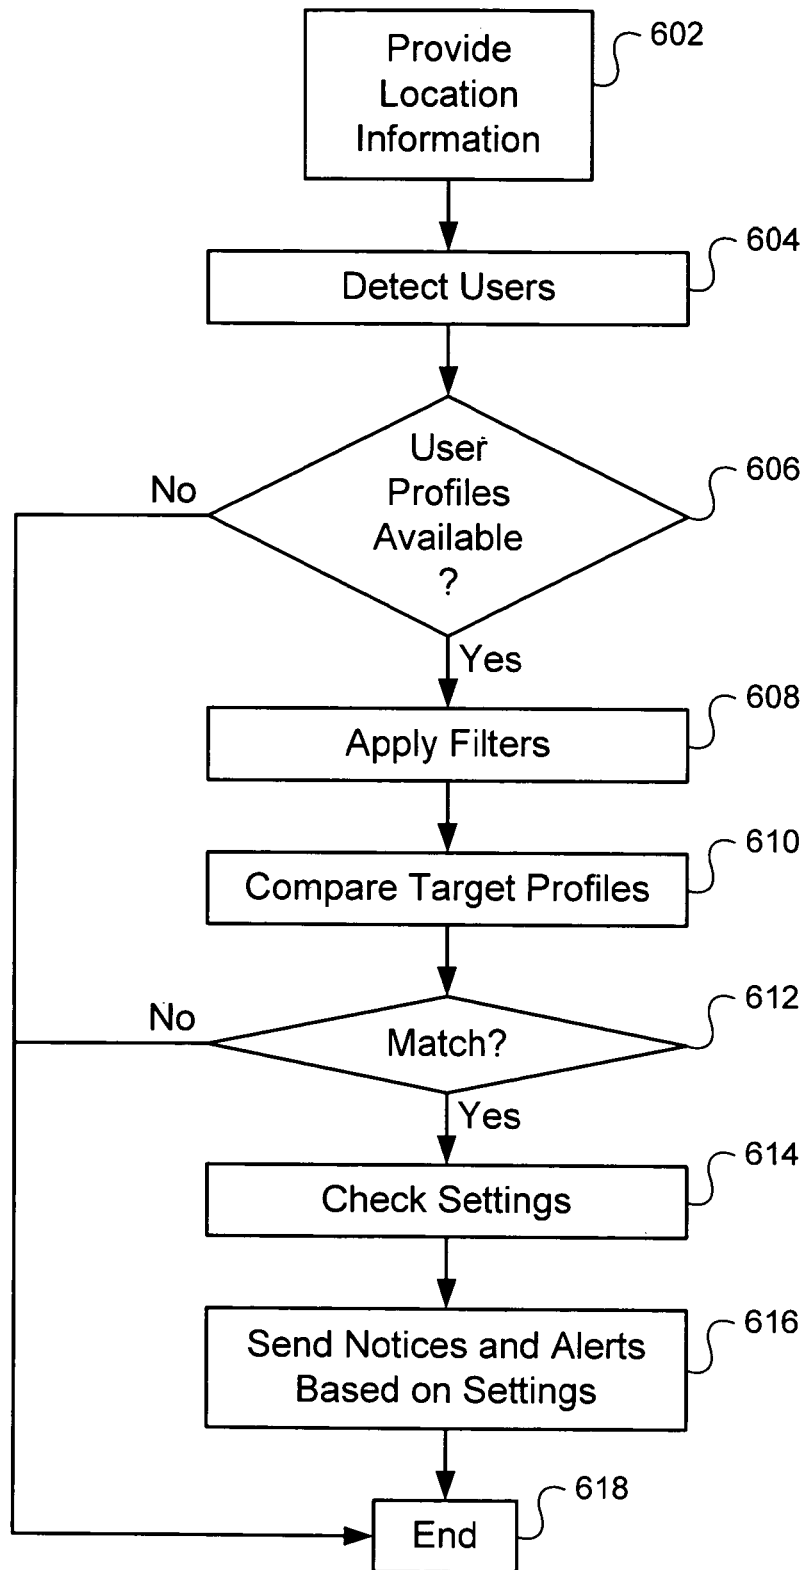 Provide
Location
Information
602
Detect Users
604
User
Profiles
Available
?
606
No
Yes
Apply Filters
608
Compare Target Profiles
610
Match?
612
No
Yes
Check Settings
614
Send Notices and Alerts
Based on Settings
616
End
618